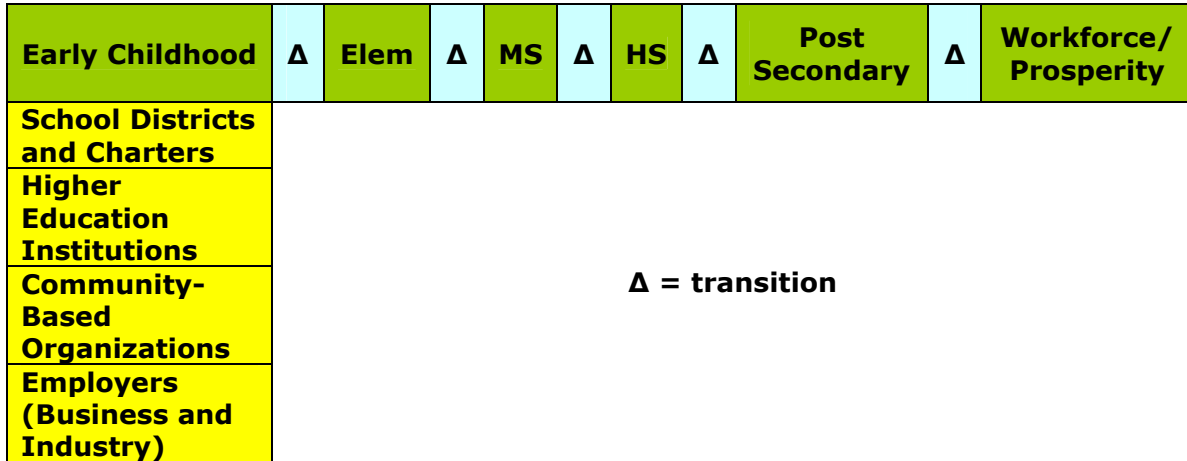 Early Childhood Δ Elem Δ MS Δ HS Δ Post Secondary Δ Workforce/ Prosperity
School Districts
and Charters
Higher
Education
Institutions
Community-
Based
Organizations
Δ = transition
Employers
(Business and
Industry)